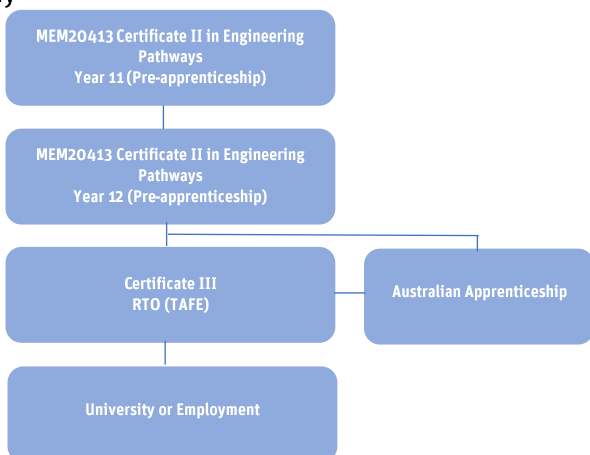 MEM20413 Certificate II in Engineering
Pathways
Year 11 (Pre-apprenticeship)
MEM20413 Certificate II in Engineering
Pathways
Year 12 (Pre-apprenticeship)
Certificate III
RTO (TAFE)
Australian Apprenticeship
University or Employment